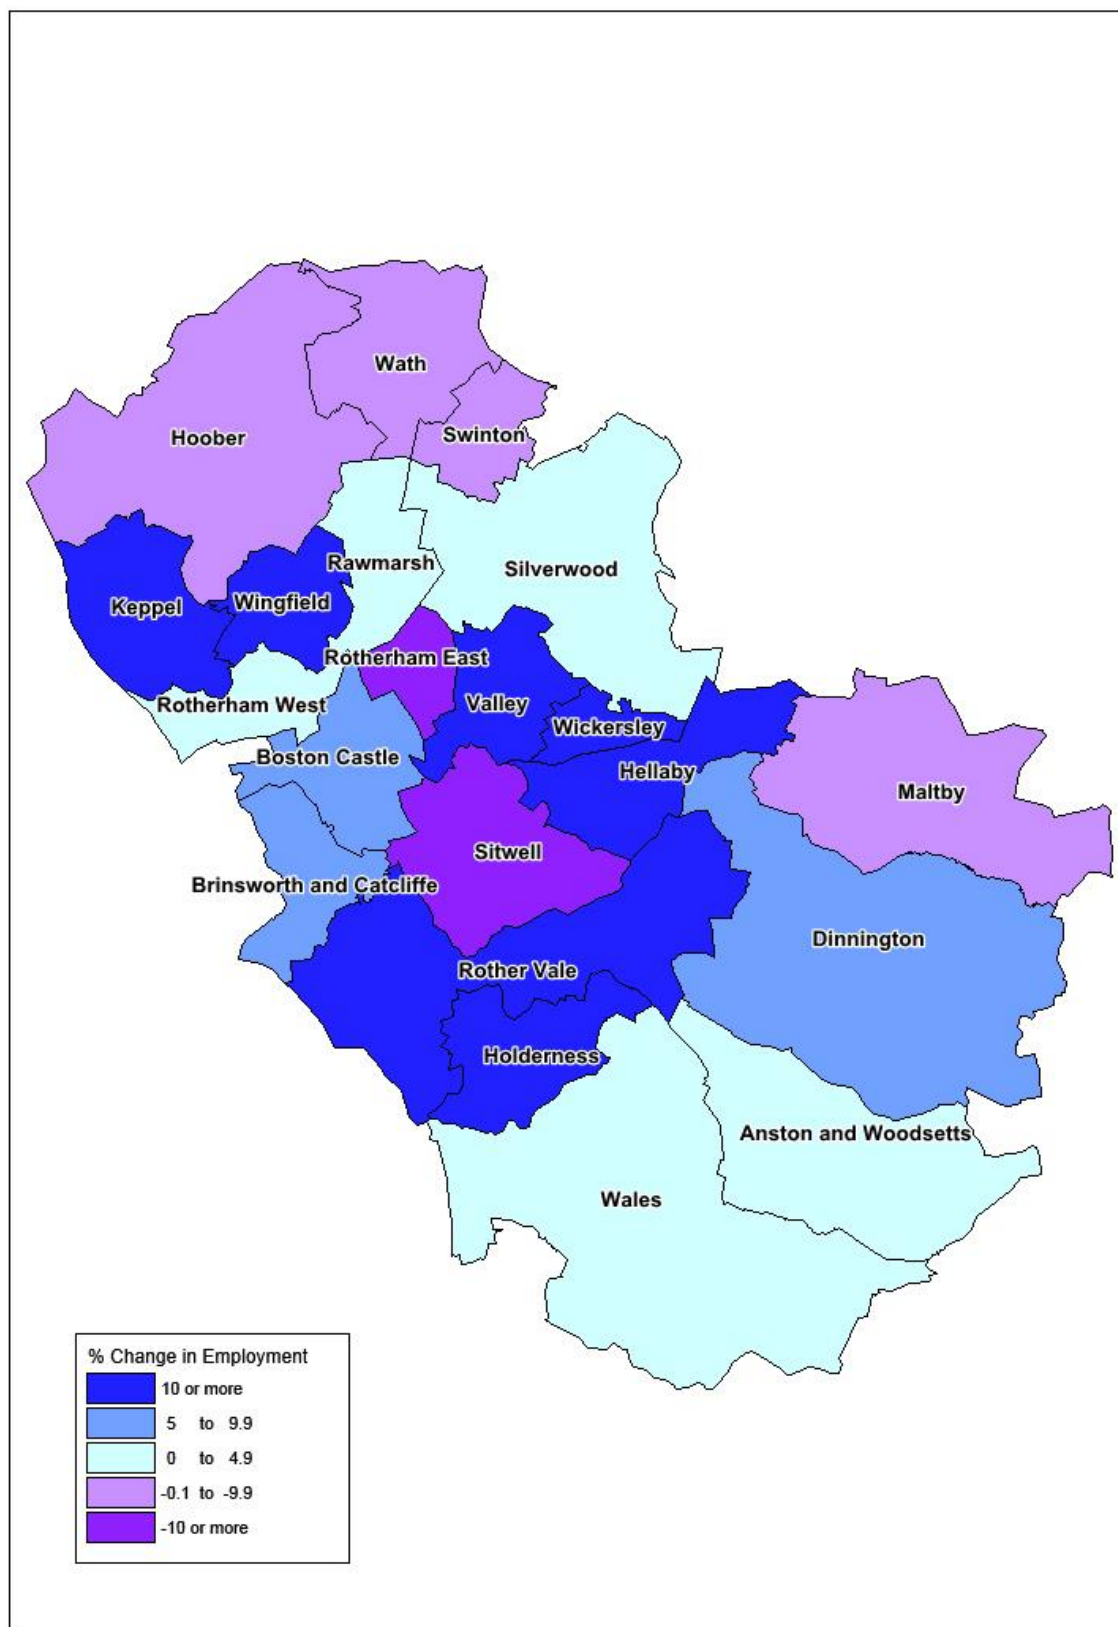 Wath
Hoober
Swinton
Rawmarsh
Silverwood
Keppel
Wingfield
Rotherham East
Rotherham West
Valley
Wickersley
Boston Castle
Hellaby
Maltby
Sitwell
Brinsworth and Catcliffe
Dinnington
Rother Vale
Holderness
Anston and Woodsetts
Wales
% Change in Employment
10 or more
5 to 9.9
0 to 4.9
-0.1 to -9.9
-10 or more